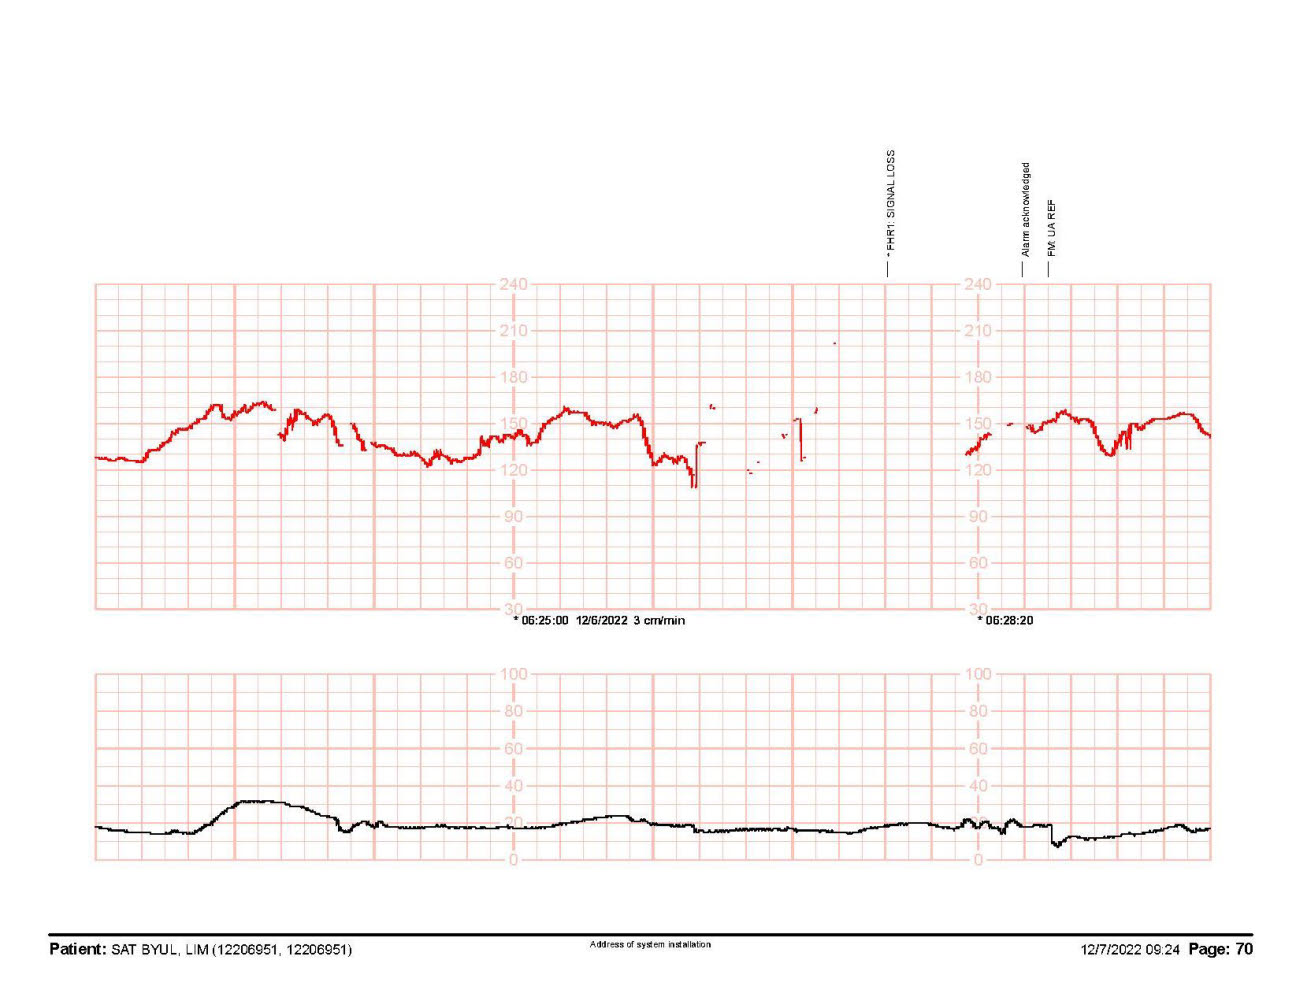 * FHR1: SIGNAL LOSS
Alarm acknowledged
FM: UA REF
240 240
210 210
180 180
150 150
120 120
90 90
60 60
30 30
* 06:25:00 12/6/2022 3 cm/min * 06:28:20
100 100
80 80
60 60
40 40
20 20
0 0
Patient: SAT BYUL, LIM (12206951, 12206951) Address of system installation 12/7/2022 09:24 Page: 70